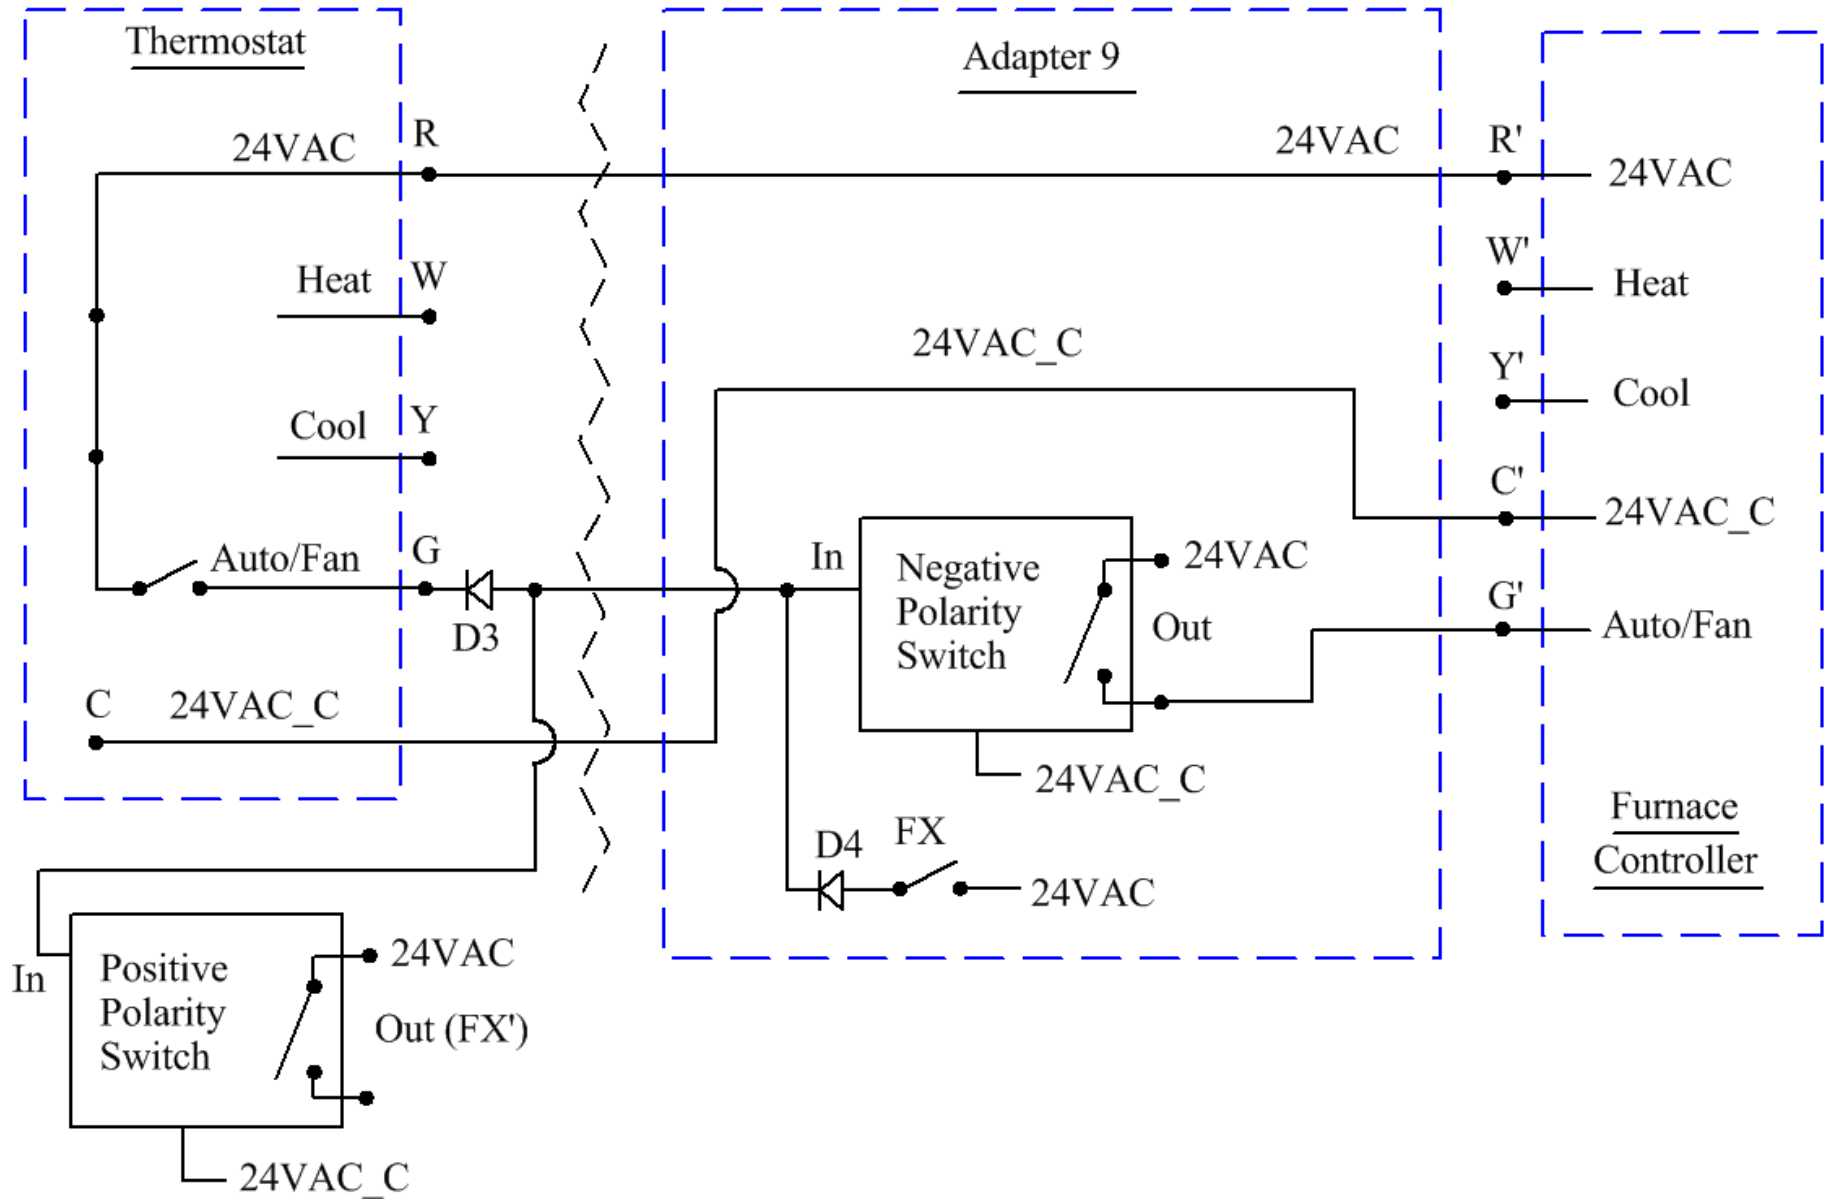 Thermostat
Adapter 9
24VAC
R
24VAC
R'
24VAC
Heat
W
W'
Heat
24VAC_C
Cool
Y
Y'
Cool
C'
24VAC_C
Auto/Fan
G
D3
In
Negative
Polarity
Switch
24VAC
Out
G'
Auto/Fan
C
24VAC_C
24VAC_C
D4
FX
24VAC
Furnace
Controller
In
Positive
Polarity
Switch
24VAC
Out (FX')
24VAC_C